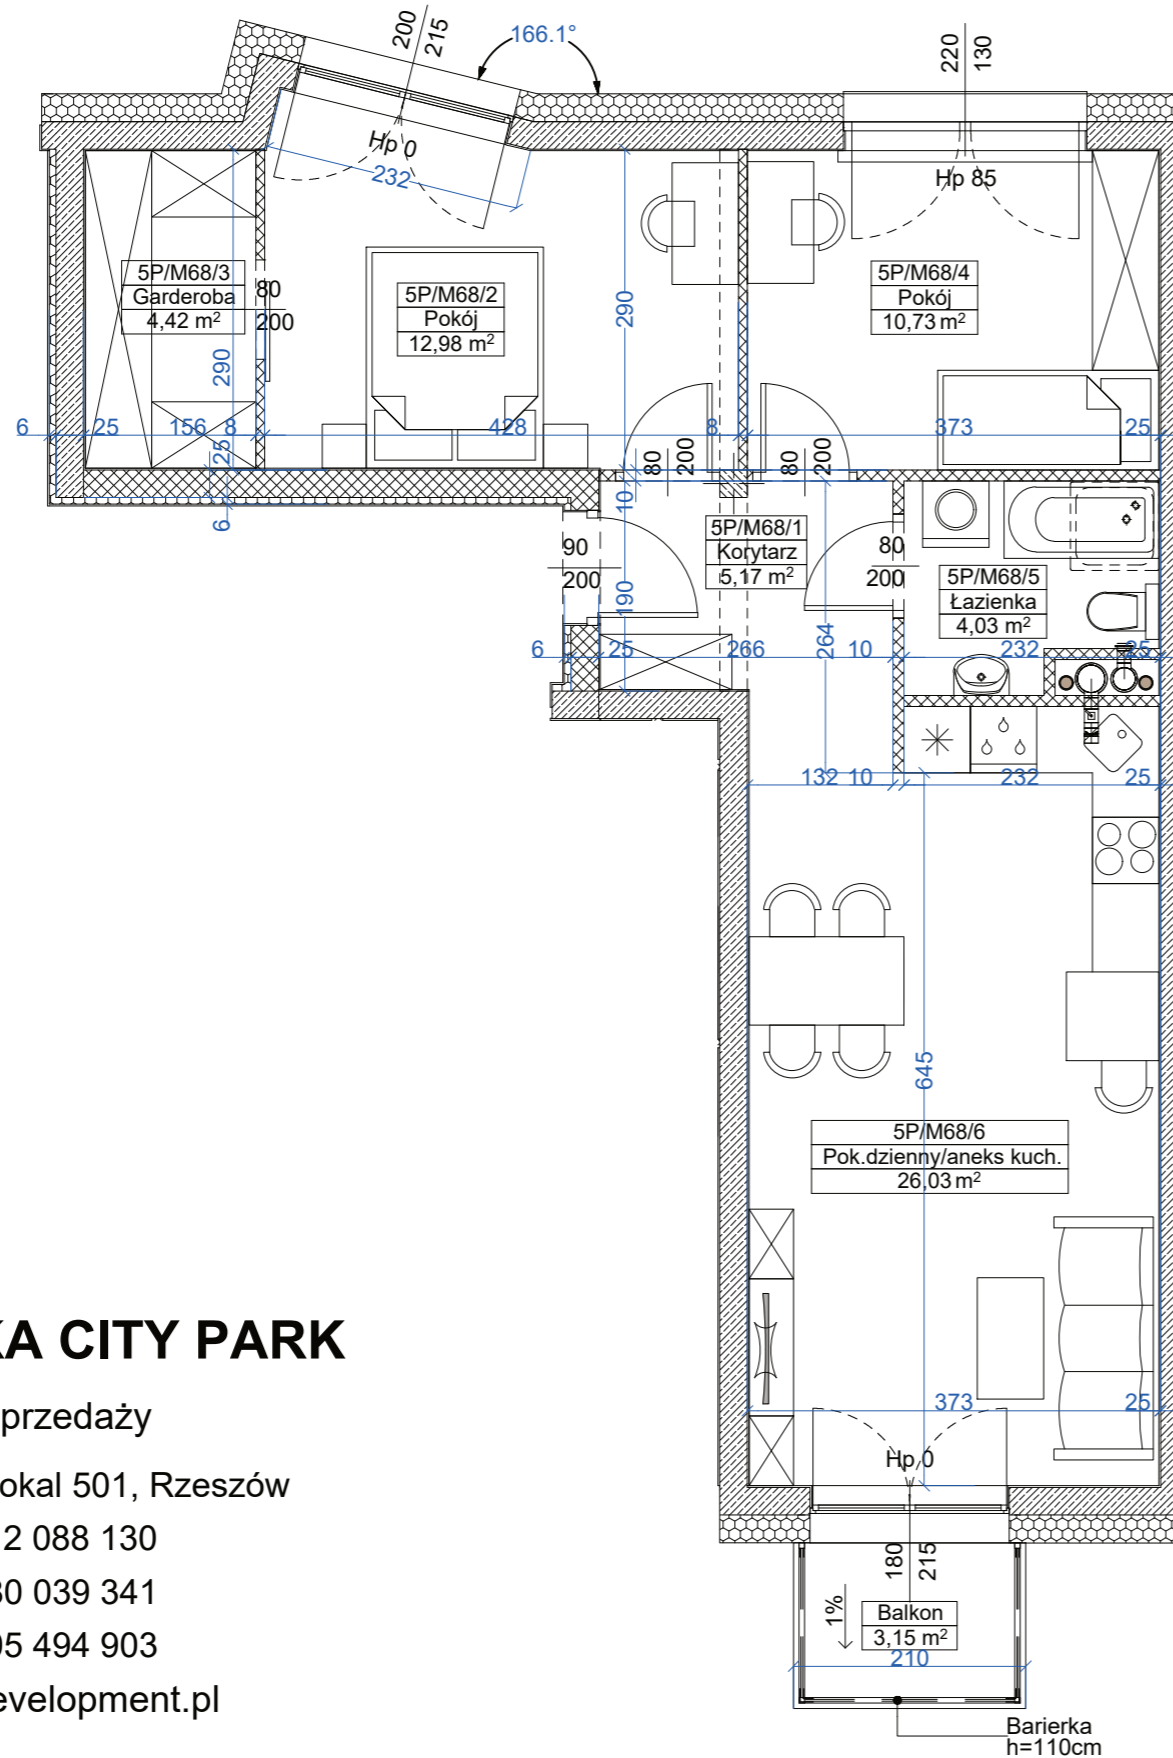 200
215
166.1°
220
130
Hp 0
232
Hp 85
5P/M68/3
Garderoba
4,42 m²
80
200
290
5P/M68/2
Pokój
12,98 m²
290
5P/M68/4
Pokój
10,73 m²
6
25
156
8
428
8
373
25
25
6
80
200
80
200
10
5P/M68/1
Korytarz
5,17 m²
90
200
190
80
200
264
5P/M68/5
Łazienka
4,03 m²
6
25
266
10
232
25
132
10
232
25
645
5P/M68/6
Pok.dzienny/aneks kuch.
26,03 m²
373
25
Hp 0
180
215
1%
Balkon
3,15 m²
210
Barierka
h=110cm
KA CITY PARK
przedaży
okal 501, Rzeszów
2 088 130
30 039 341
95 494 903
evelopment.pl